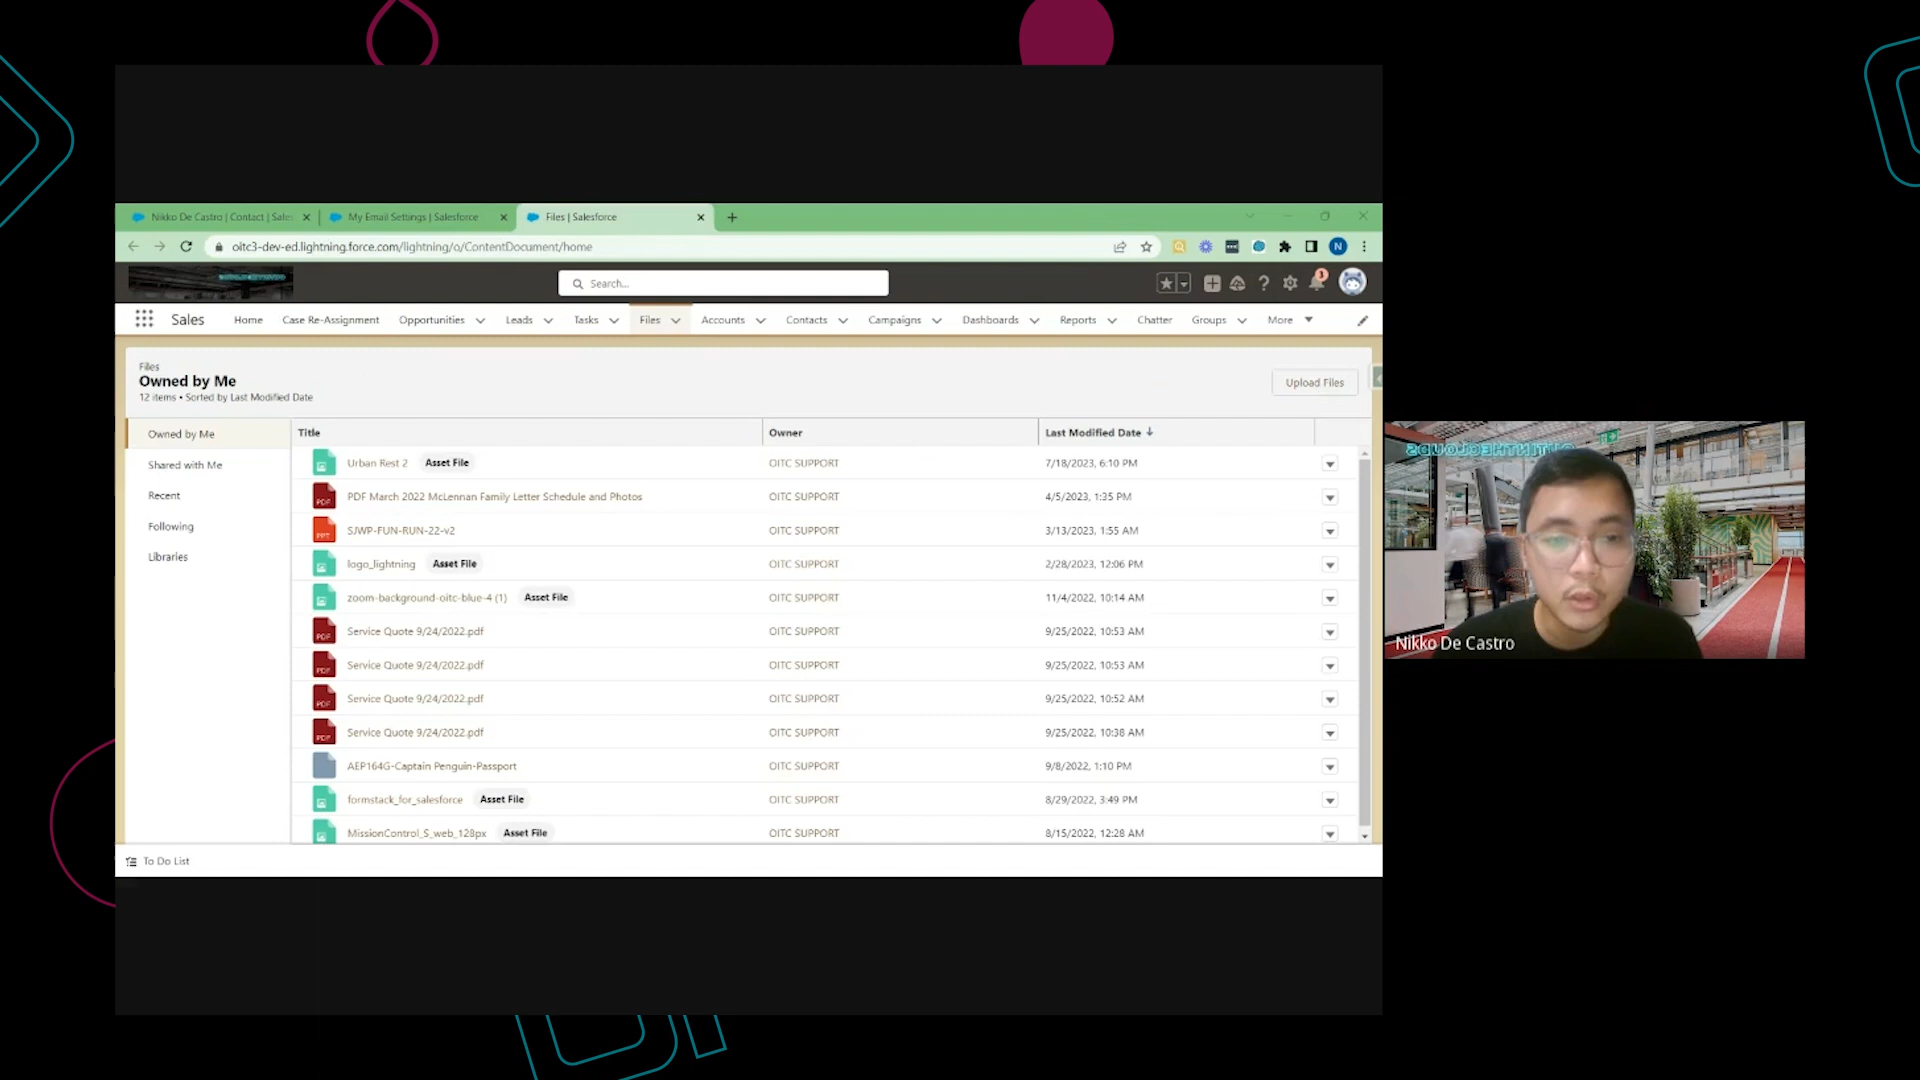 Nikko De Castro | Contact | Sales
My Email Settings | Salesforce
Files | Salesforce
oitc3-dev-ed.lightning.force.com/lightning/o/ContentDocument/home
N
Search...
3
Sales
Home
Case Re-Assignment
Opportunities
Leads
Tasks
Files
Accounts
Contacts
Campaigns
Dashboards
Reports
Chatter
Groups
More
Files
Owned by Me
12 items • Sorted by Last Modified Date
Upload Files
Owned by Me
Shared with Me
Recent
Following
Libraries
Title Owner Last Modified Date
Urban Rest 2 Asset File OITC SUPPORT 7/18/2023, 6:10 PM
PDF PDF March 2022 McLennan Family Letter Schedule and Photos OITC SUPPORT 4/5/2023, 1:35 PM
PPT SJWP-FUN-RUN-22-v2 OITC SUPPORT 3/13/2023, 1:55 AM
logo_lightning Asset File OITC SUPPORT 2/28/2023, 12:06 PM
zoom-background-oitc-blue-4 (1) Asset File OITC SUPPORT 11/4/2022, 10:14 AM
PDF Service Quote 9/24/2022.pdf OITC SUPPORT 9/25/2022, 10:53 AM
PDF Service Quote 9/24/2022.pdf OITC SUPPORT 9/25/2022, 10:53 AM
PDF Service Quote 9/24/2022.pdf OITC SUPPORT 9/25/2022, 10:52 AM
PDF Service Quote 9/24/2022.pdf OITC SUPPORT 9/25/2022, 10:38 AM
AEP164G-Captain Penguin-Passport OITC SUPPORT 9/8/2022, 1:10 PM
formstack_for_salesforce Asset File OITC SUPPORT 8/29/2022, 3:49 PM
MissionControl_S_web_128px Asset File OITC SUPPORT 8/15/2022, 12:28 AM
To Do List
OUTINTHECLOUDS
Nikko De Castro